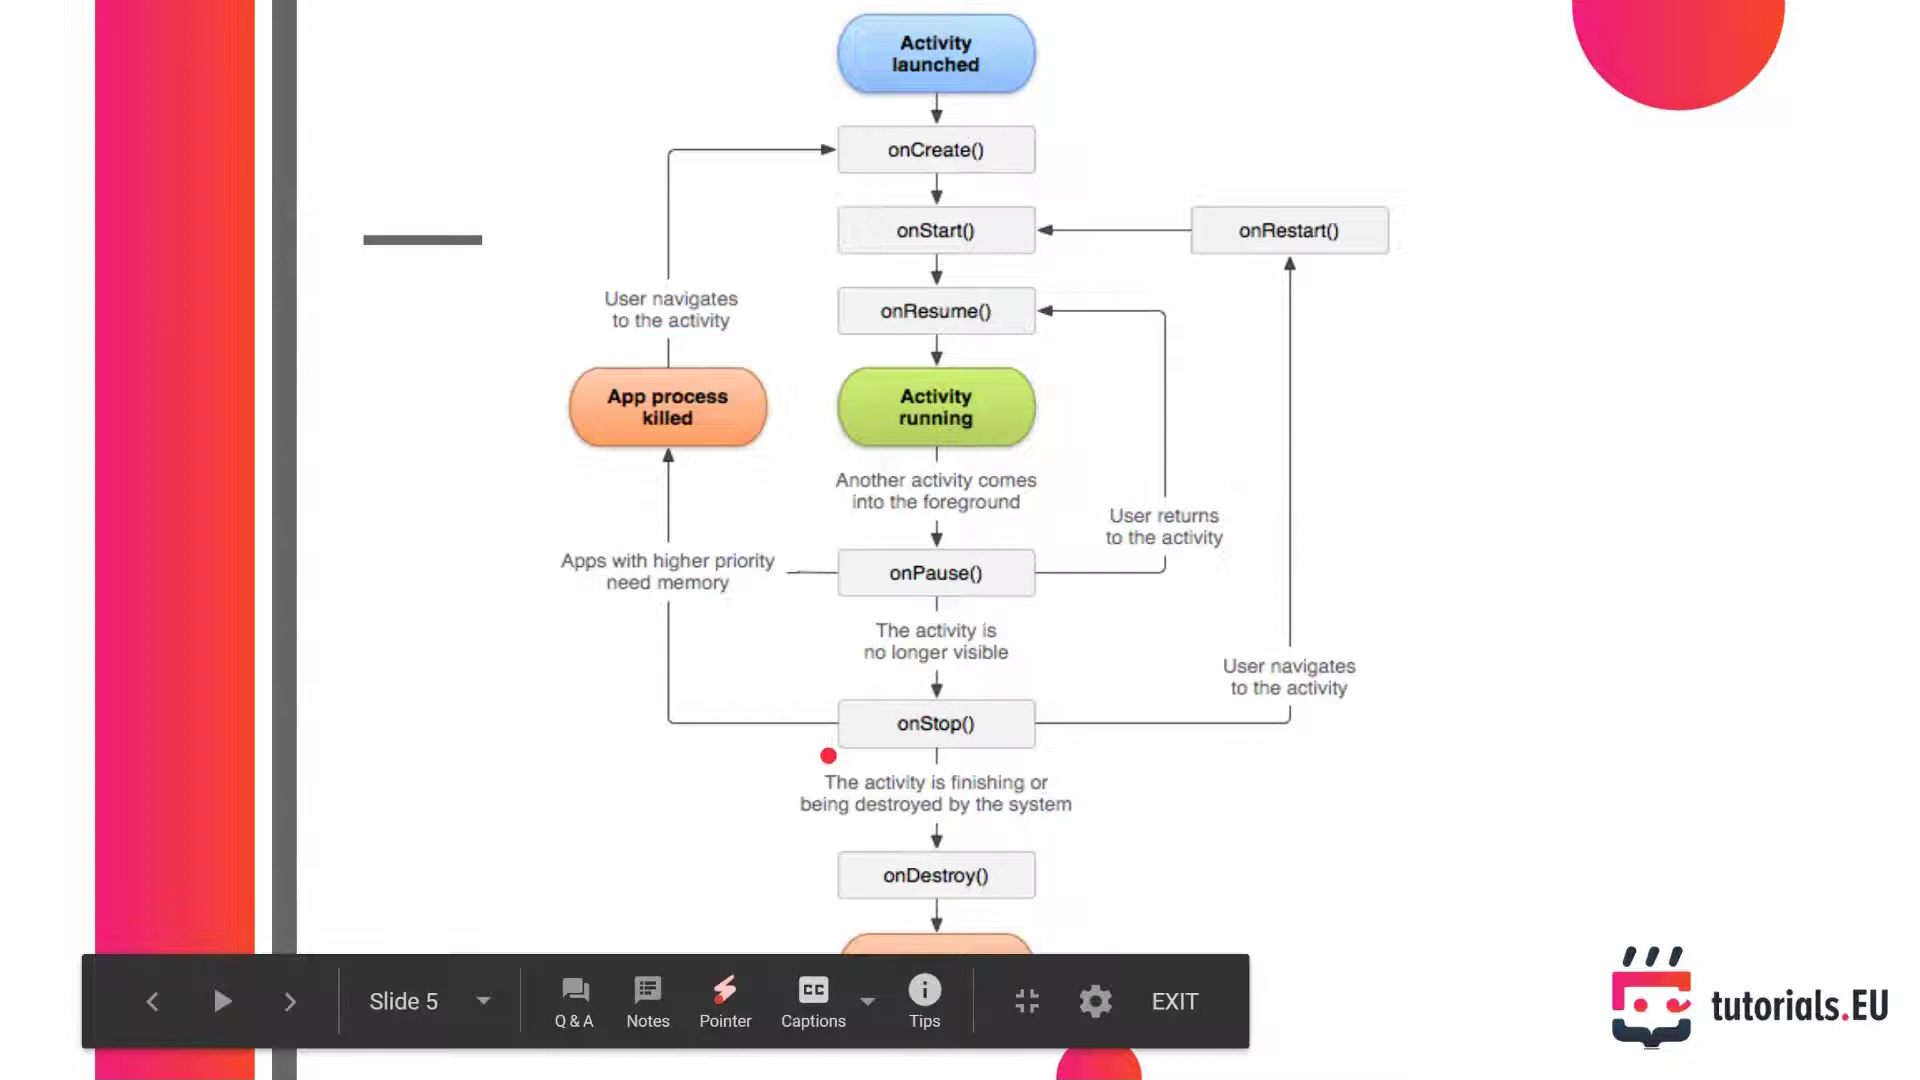 Activity
launched
onCreate()
onStart()
onRestart()
User navigates
to the activity
onResume()
App process
killed
Activity
running
Another activity comes
into the foreground
User returns
to the activity
Apps with higher priority
need memory
onPause()
The activity is
no longer visible
User navigates
to the activity
onStop()
The activity is finishing or
being destroyed by the system
onDestroy()
Slide 5
Q & A
Notes
Pointer
CC
Captions
Tips
EXIT
tutorials.EU